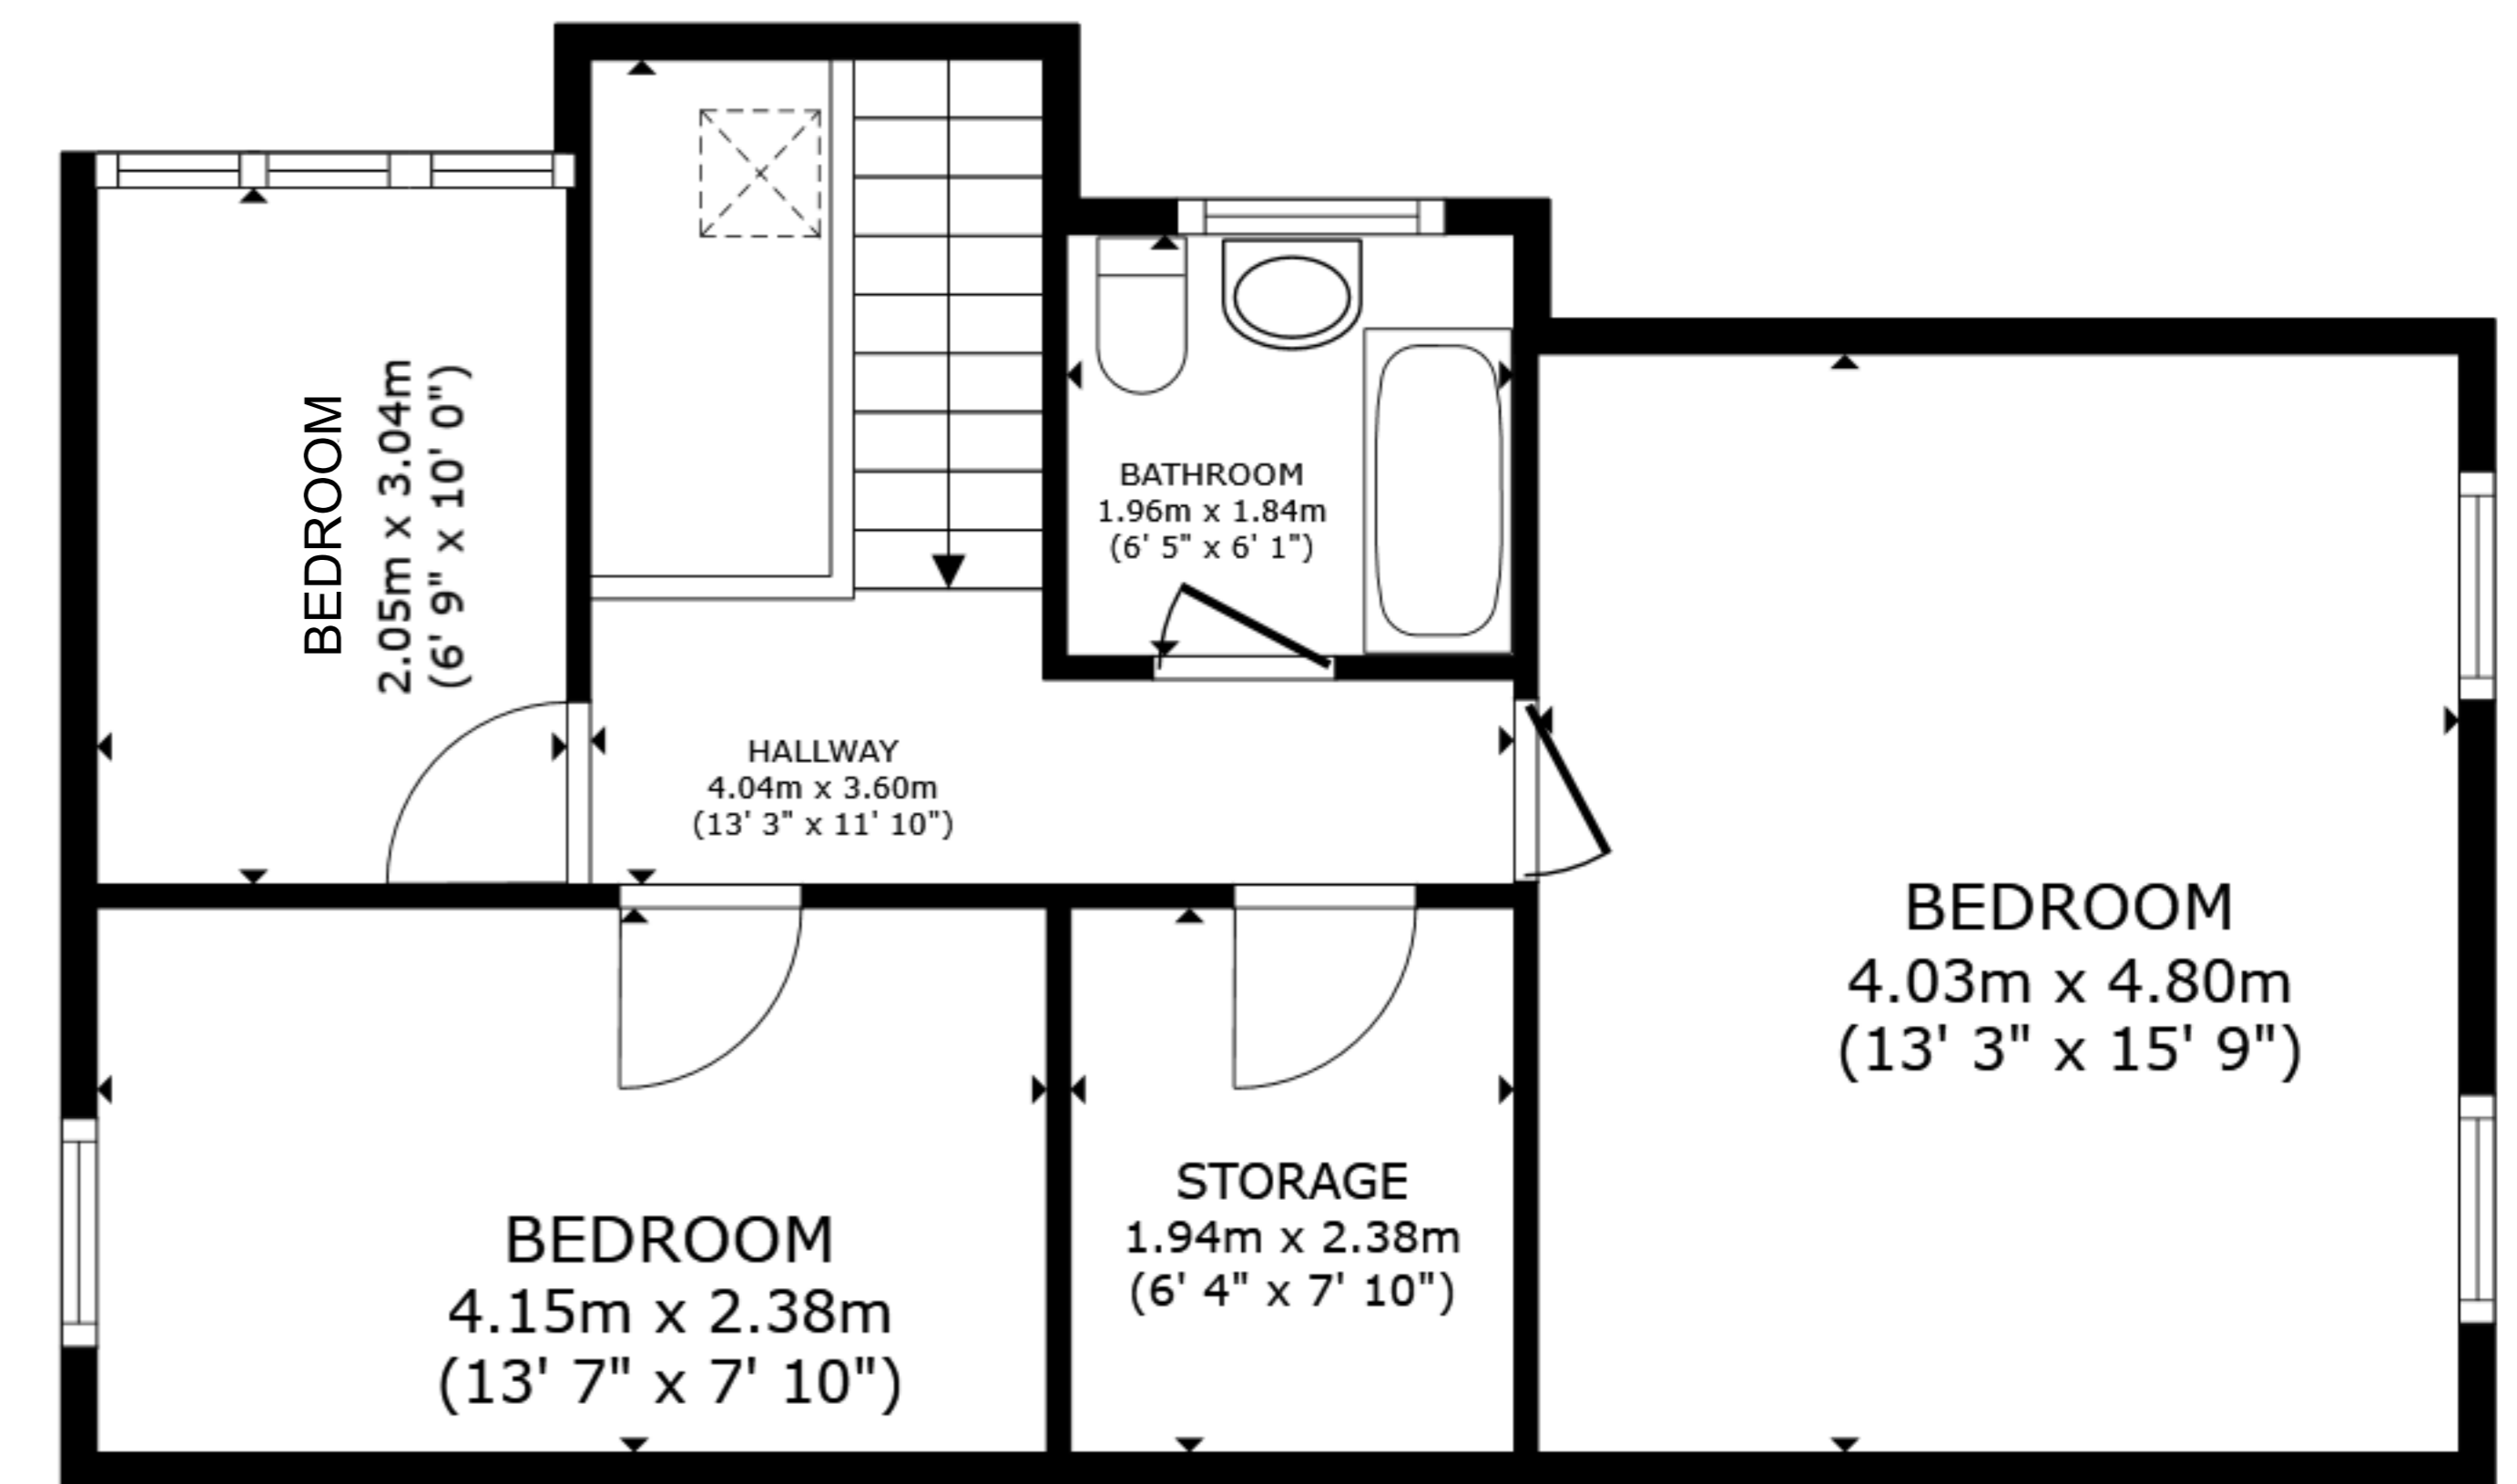 BEDROOM
2.05m x 3.04m
(6' 9" x 10' 0")
BATHROOM
1.96m x 1.84m
(6' 5" x 6' 1")
HALLWAY
4.04m x 3.60m
(13' 3" x 11' 10")
BEDROOM
4.03m x 4.80m
(13' 3" x 15' 9")
BEDROOM
4.15m x 2.38m
(13' 7" x 7' 10")
STORAGE
1.94m x 2.38m
(6' 4" x 7' 10")